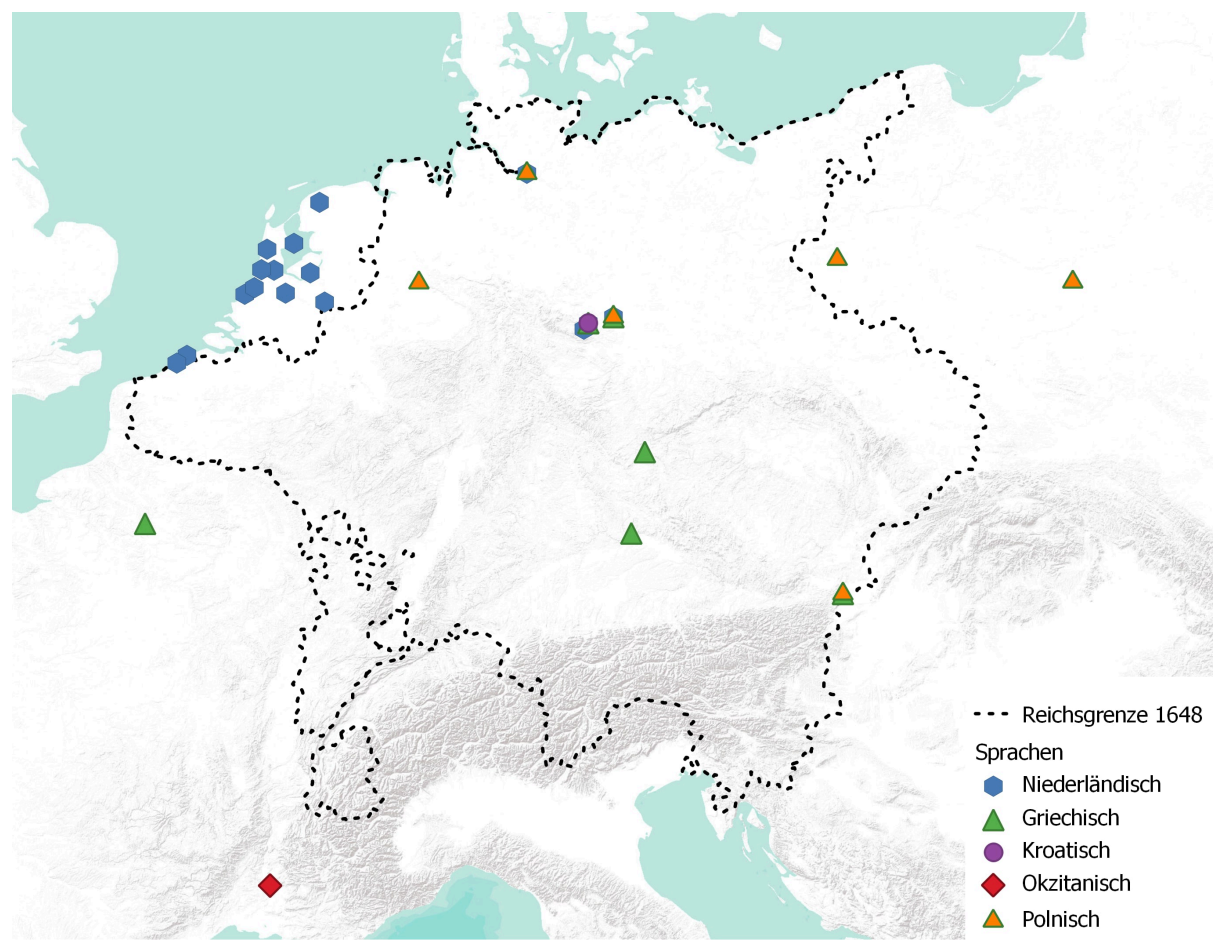 Reichsgrenze 1648
Sprachen
Niederländisch
Griechisch
Kroatisch
Okzitanisch
Polnisch